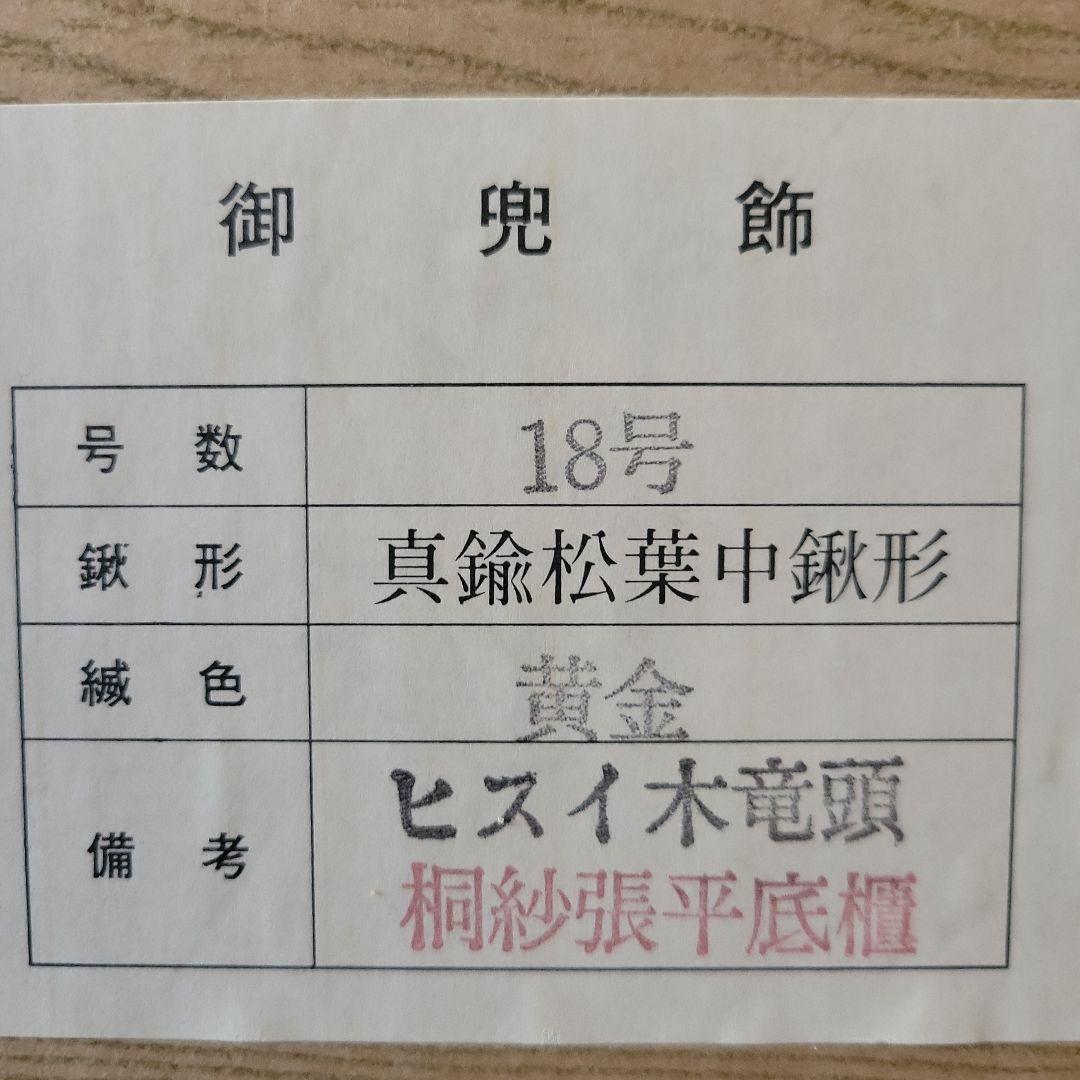 御兜飾
号数 18号
鍬形 真鍮松葉中鍬形
縅色 黄金
備考 ヒスイ木竜頭
桐紗張平底櫃